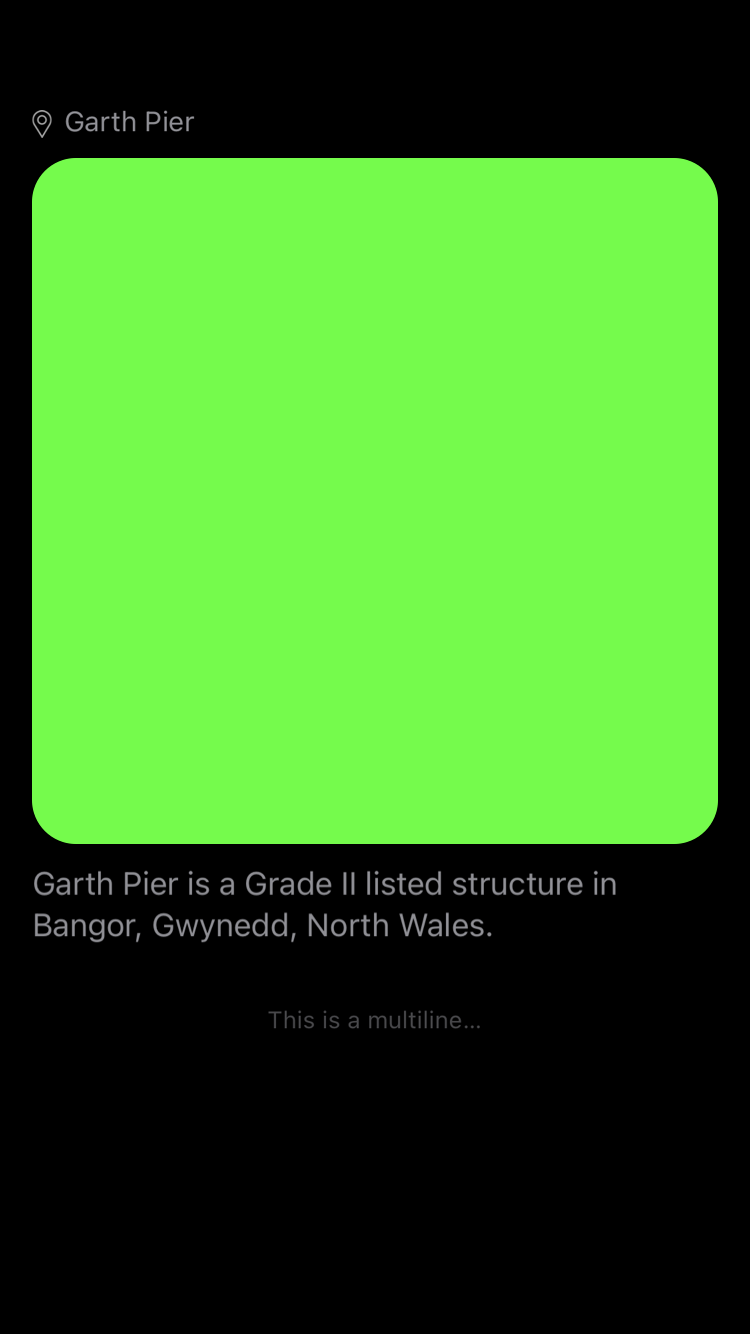 Garth Pier
Garth Pier is a Grade II listed structure in
Bangor, Gwynedd, North Wales.
This is a multiline...